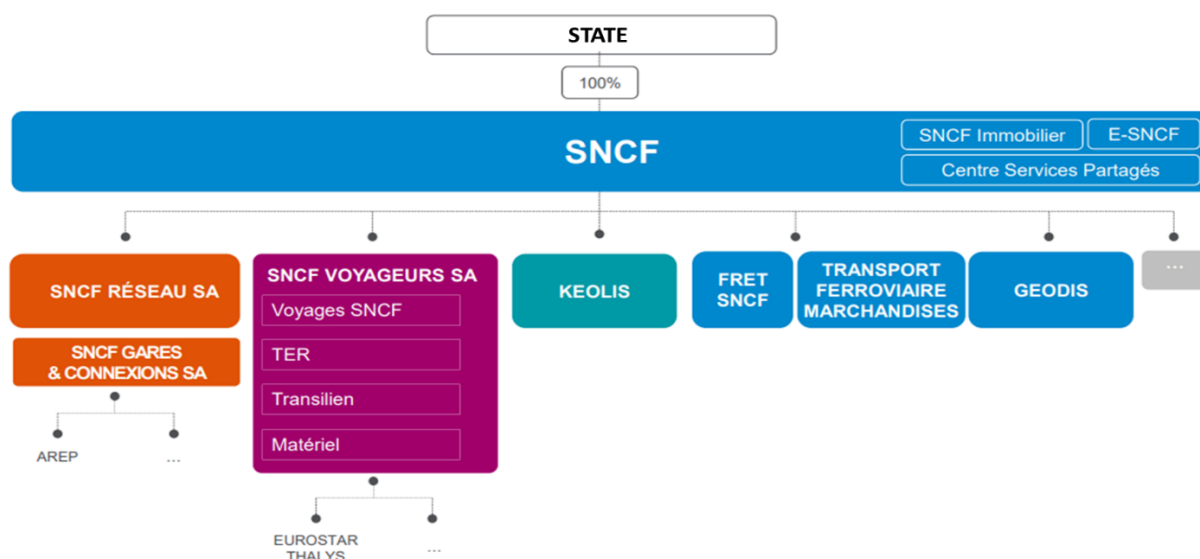 STATE
100%
SNCF
SNCF Immobilier
E-SNCF
Centre Services Partagés
SNCF RÉSEAU SA
SNCF GARES
& CONNEXIONS SA
AREP
...
SNCF VOYAGEURS SA
Voyages SNCF
TER
Transilien
Matériel
EUROSTAR
THALYS
...
KEOLIS
FRET
SNCF
TRANSPORT
FERROVIAIRE
MARCHANDISES
GEODIS
...